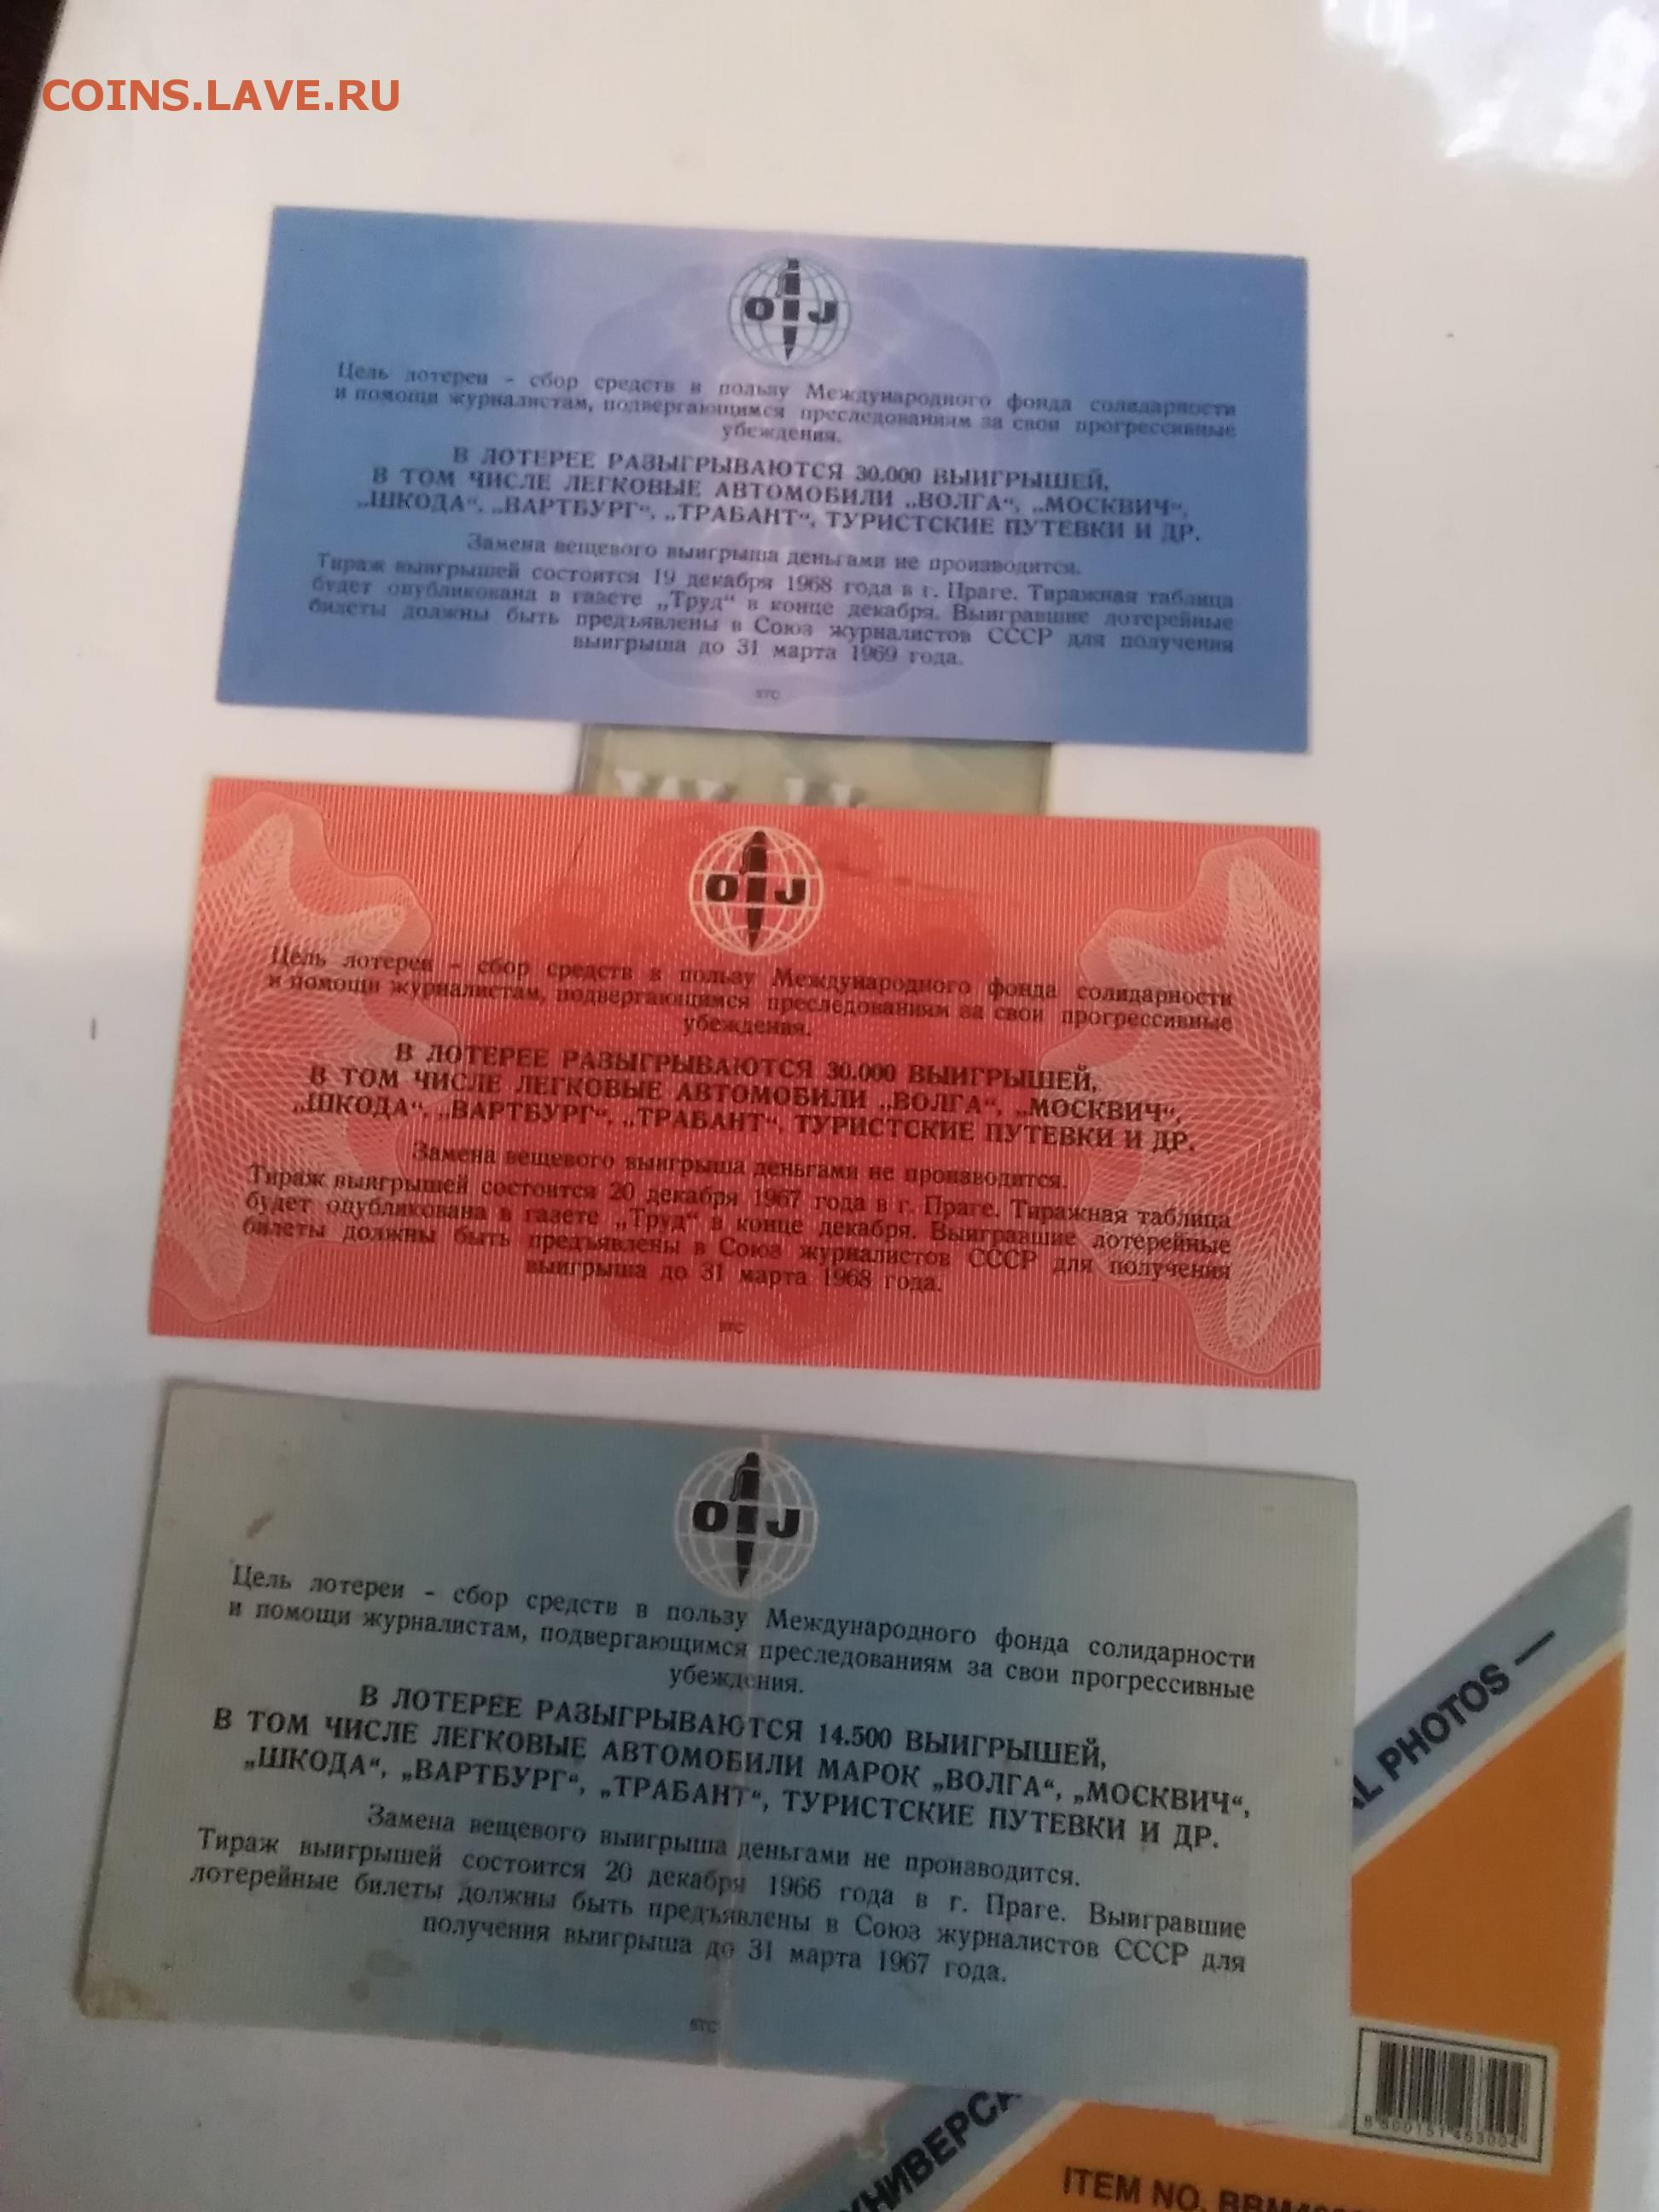 COINS.LAVE.RU
OIJ
Цель лотереи - сбор средств в пользу Международного фонда солидарности
и помощи журналистам, подвергающимся преследованиям за свои прогрессивные
убеждения.
В ЛОТЕРЕЕ РАЗЫГРЫВАЮТСЯ 30.000 ВЫИГРЫШЕЙ,
В ТОМ ЧИСЛЕ ЛЕГКОВЫЕ АВТОМОБИЛИ „ВОЛГА“, „МОСКВИЧ“,
„ШКОДА“, „ВАРТБУРГ“, „ТРАБАНТ“, ТУРИСТСКИЕ ПУТЕВКИ И ДР.
Замена вещевого выигрыша деньгами не производится.
Тираж выигрышей состоится 19 декабря 1968 года в г. Праге. Тиражная таблица
будет опубликована в газете „Труд“ в конце декабря. Выигравшие лотерейные
билеты должны быть предъявлены в Союз журналистов СССР для получения
выигрыша до 31 марта 1969 года.
STC
OIJ
Цель лотереи - сбор средств в пользу Международного фонда солидарности
и помощи журналистам, подвергающимся преследованиям за свои прогрессивные
убеждения.
В ЛОТЕРЕЕ РАЗЫГРЫВАЮТСЯ 30.000 ВЫИГРЫШЕЙ,
В ТОМ ЧИСЛЕ ЛЕГКОВЫЕ АВТОМОБИЛИ „ВОЛГА“, „МОСКВИЧ“,
„ШКОДА“, „ВАРТБУРГ“, „ТРАБАНТ“, ТУРИСТСКИЕ ПУТЕВКИ И ДР.
Замена вещевого выигрыша деньгами не производится.
Тираж выигрышей состоится 20 декабря 1967 года в г. Праге. Тиражная таблица
будет опубликована в газете „Труд“ в конце декабря. Выигравшие лотерейные
билеты должны быть предъявлены в Союз журналистов СССР для получения
выигрыша до 31 марта 1968 года.
STC
OIJ
Цель лотереи - сбор средств в пользу Международного фонда солидарности
и помощи журналистам, подвергающимся преследованиям за свои прогрессивные
убеждения.
В ЛОТЕРЕЕ РАЗЫГРЫВАЮТСЯ 14.500 ВЫИГРЫШЕЙ,
В ТОМ ЧИСЛЕ ЛЕГКОВЫЕ АВТОМОБИЛИ МАРОК „ВОЛГА“, „МОСКВИЧ“,
„ШКОДА“, „ВАРТБУРГ“, „ТРАБАНТ“, ТУРИСТСКИЕ ПУТЕВКИ И ДР.
Замена вещевого выигрыша деньгами не производится.
Тираж выигрышей состоится 20 декабря 1966 года в г. Праге. Выигравшие
лотерейные билеты должны быть предъявлены в Союз журналистов СССР для
получения выигрыша до 31 марта 1967 года.
STC
AL PHOTOS —
УНИВЕРСА
ITEM NO.